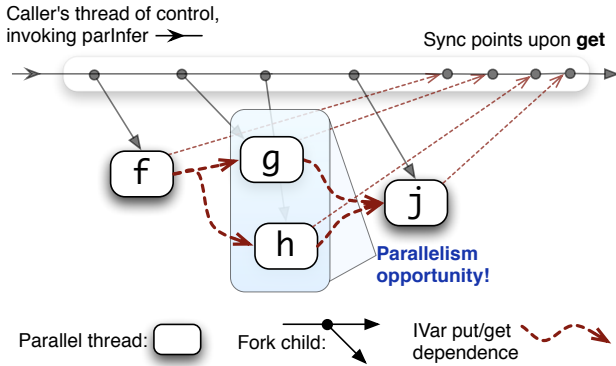 Caller's thread of control,
invoking parInfer
Sync points upon get
f
g
h
j
Parallelism
opportunity!
Parallel thread:
Fork child:
IVar put/get
dependence